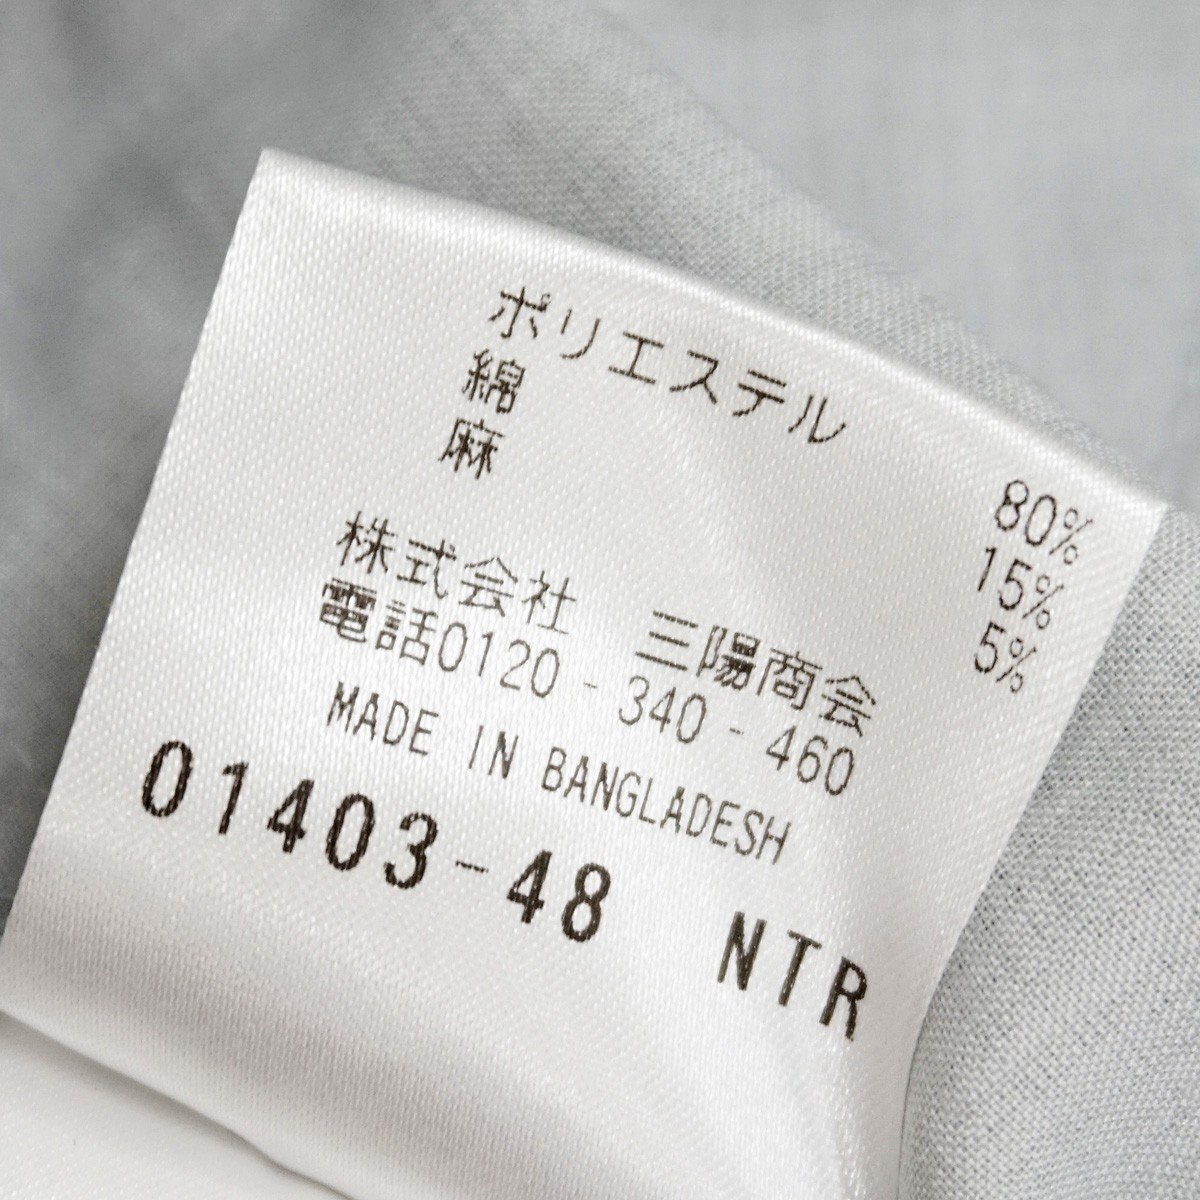 ポリエステル 80%
綿 15%
麻 5%
株式会社 三陽商会
電話0120-340-460
MADE IN BANGLADESH
01403-48 NTR